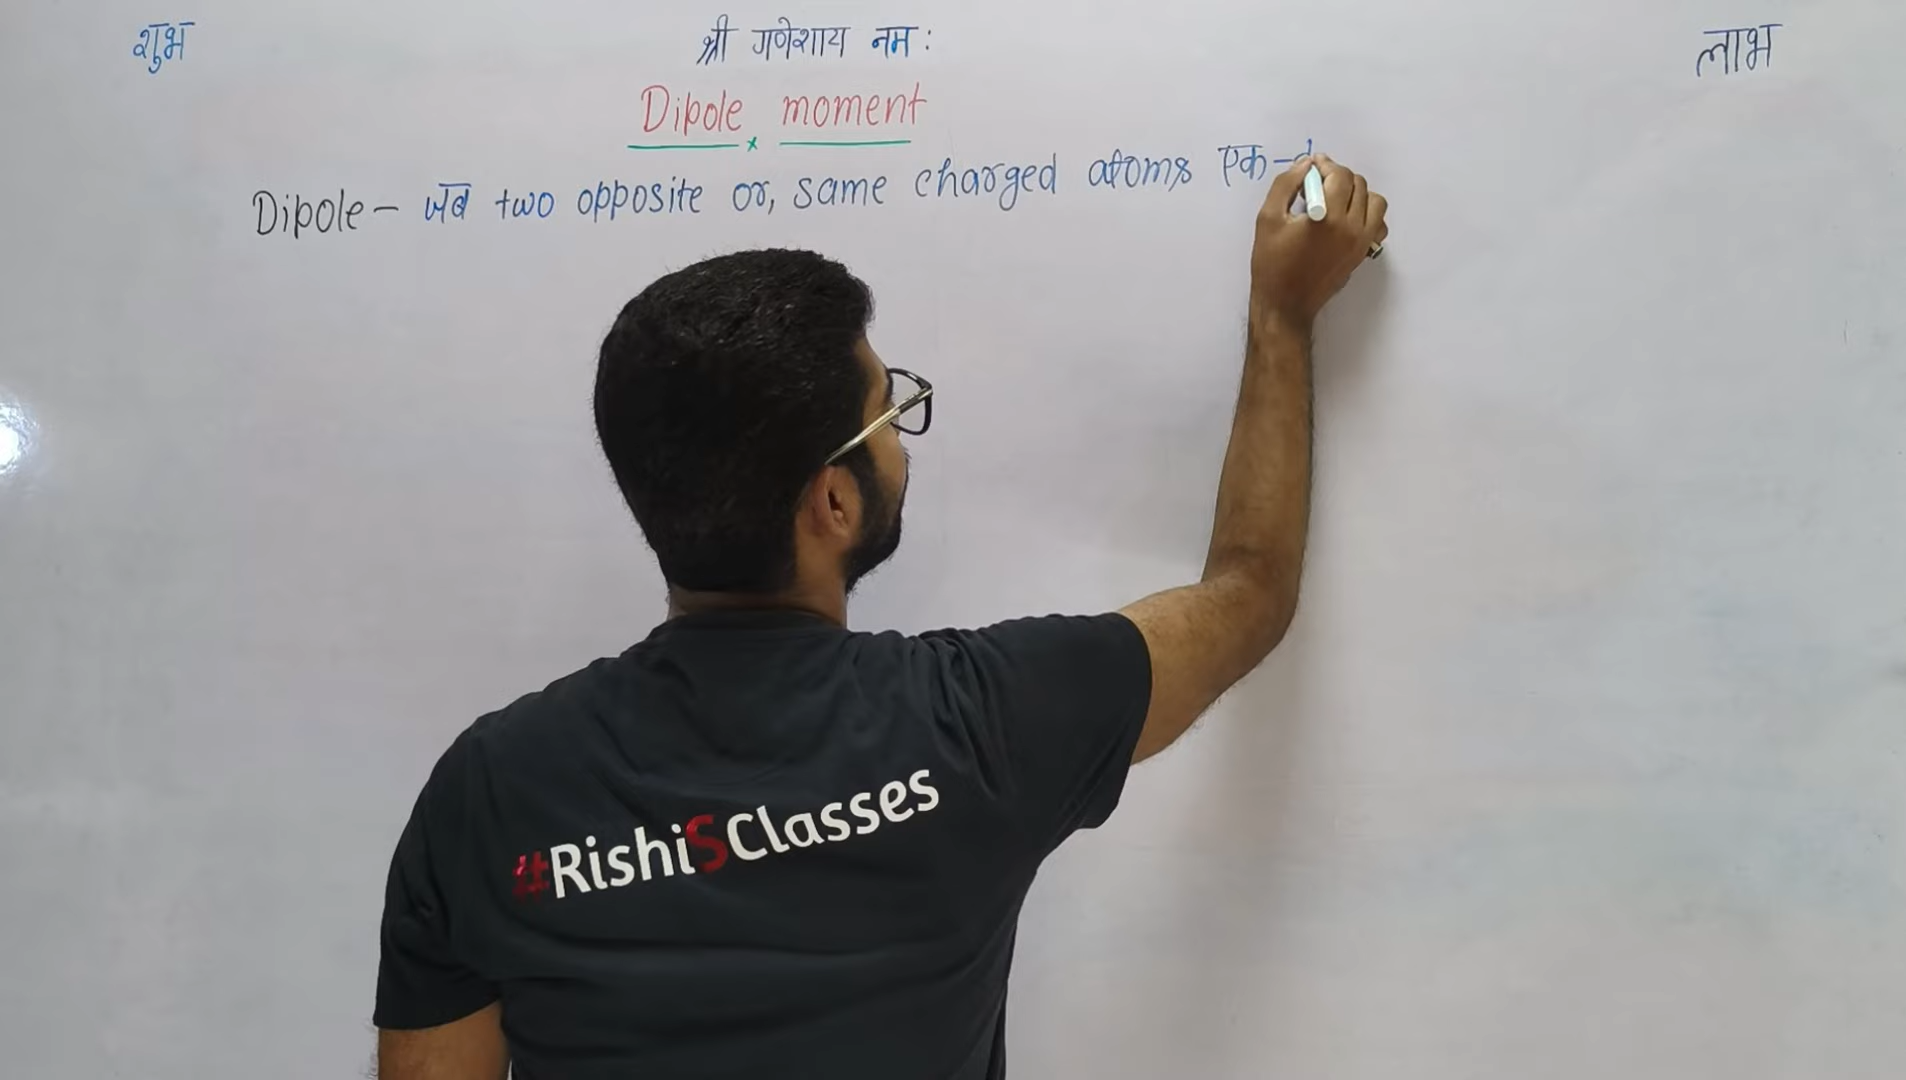 शुभ श्री गणेशाय नम: लाभ
Dipole moment
Dipole - जब two opposite or, same charged atoms एक-
#RishiSClasses